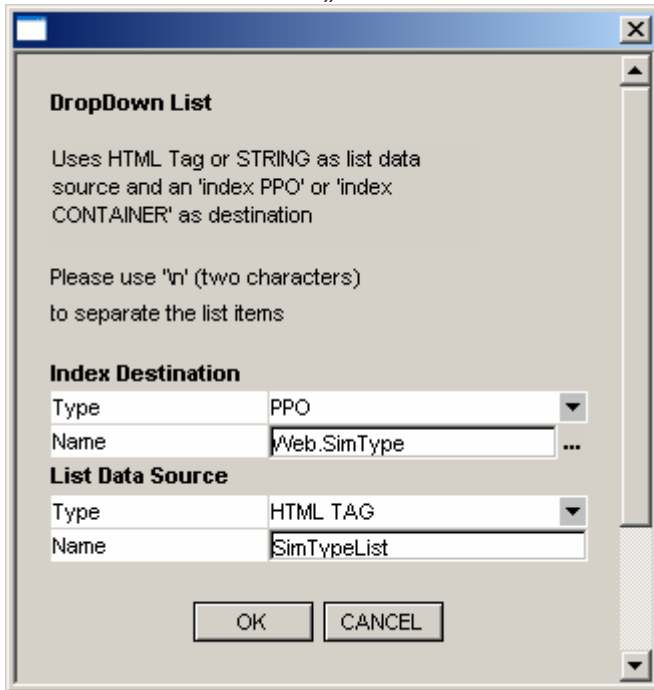 „
DropDown List
Uses HTML Tag or STRING as list data
source and an 'index PPO' or 'index
CONTAINER' as destination
Please use '\n' (two characters)
to separate the list items
Index Destination
Type PPO
Name Web.SimType ...
List Data Source
Type HTML TAG
Name SimTypeList
OK CANCEL